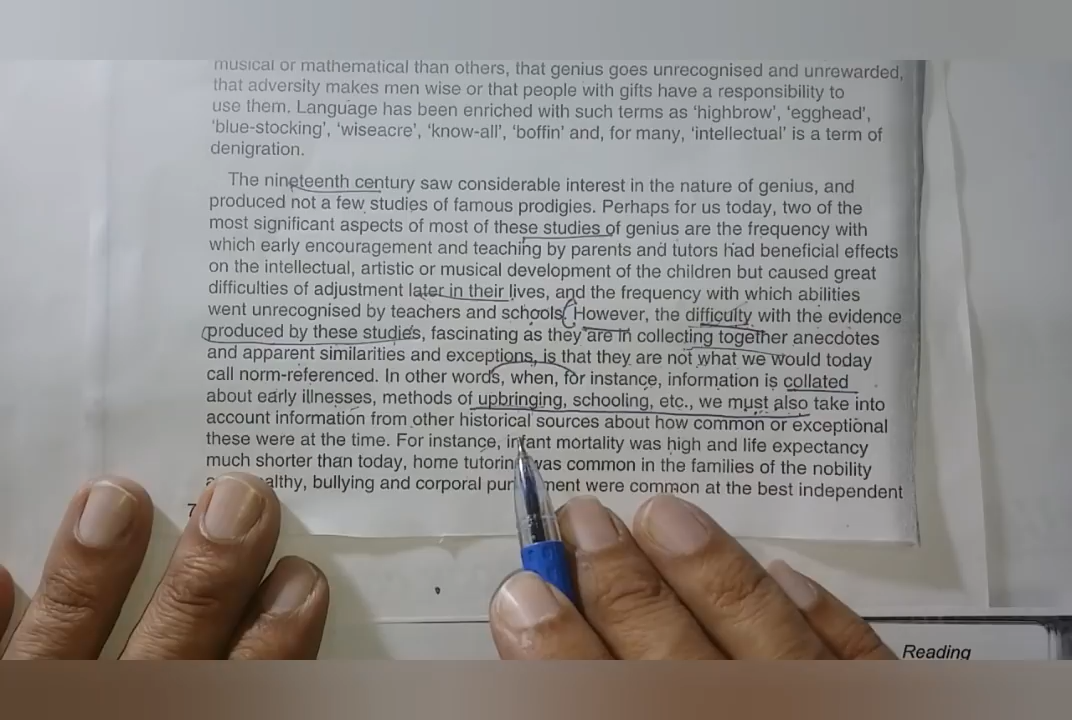 musical or mathematical than others, that genius goes unrecognised and unrewarded,
that adversity makes men wise or that people with gifts have a responsibility to
use them. Language has been enriched with such terms as ‘highbrow’, ‘egghead’,
‘blue-stocking’, ‘wiseacre’, ‘know-all’, ‘boffin’ and, for many, ‘intellectual’ is a term of
denigration.
The nineteenth century saw considerable interest in the nature of genius, and
produced not a few studies of famous prodigies. Perhaps for us today, two of the
most significant aspects of most of these studies of genius are the frequency with
which early encouragement and teaching by parents and tutors had beneficial effects
on the intellectual, artistic or musical development of the children but caused great
difficulties of adjustment later in their lives, and the frequency with which abilities
went unrecognised by teachers and schools. However, the difficulty with the evidence
produced by these studies, fascinating as they are in collecting together anecdotes
and apparent similarities and exceptions, is that they are not what we would today
call norm-referenced. In other words, when, for instance, information is collated
about early illnesses, methods of upbringing, schooling, etc., we must also take into
account information from other historical sources about how common or exceptional
these were at the time. For instance, infant mortality was high and life expectancy
much shorter than today, home tutoring was common in the families of the nobility
bullying and corporal were common at the best independent
7
Reading